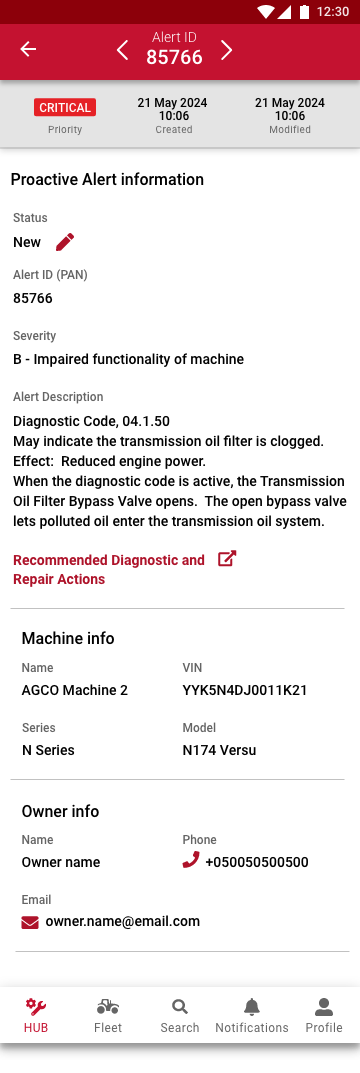 12:30
Alert ID
85766
CRITICAL
Priority
21 May 2024
10:06
Created
21 May 2024
10:06
Modified
Proactive Alert information
Status
New
Alert ID (PAN)
85766
Severity
B - Impaired functionality of machine
Alert Description
Diagnostic Code, 04.1.50
May indicate the transmission oil filter is clogged.
Effect:  Reduced engine power.
When the diagnostic code is active, the Transmission
Oil Filter Bypass Valve opens.  The open bypass valve
lets polluted oil enter the transmission oil system.
Recommended Diagnostic and
Repair Actions
Machine info
Name VIN
AGCO Machine 2 YYK5N4DJ0011K21
Series Model
N Series N174 Versu
Owner info
Name Phone
Owner name +050050500500
Email
owner.name@email.com
HUB Fleet Search Notifications Profile